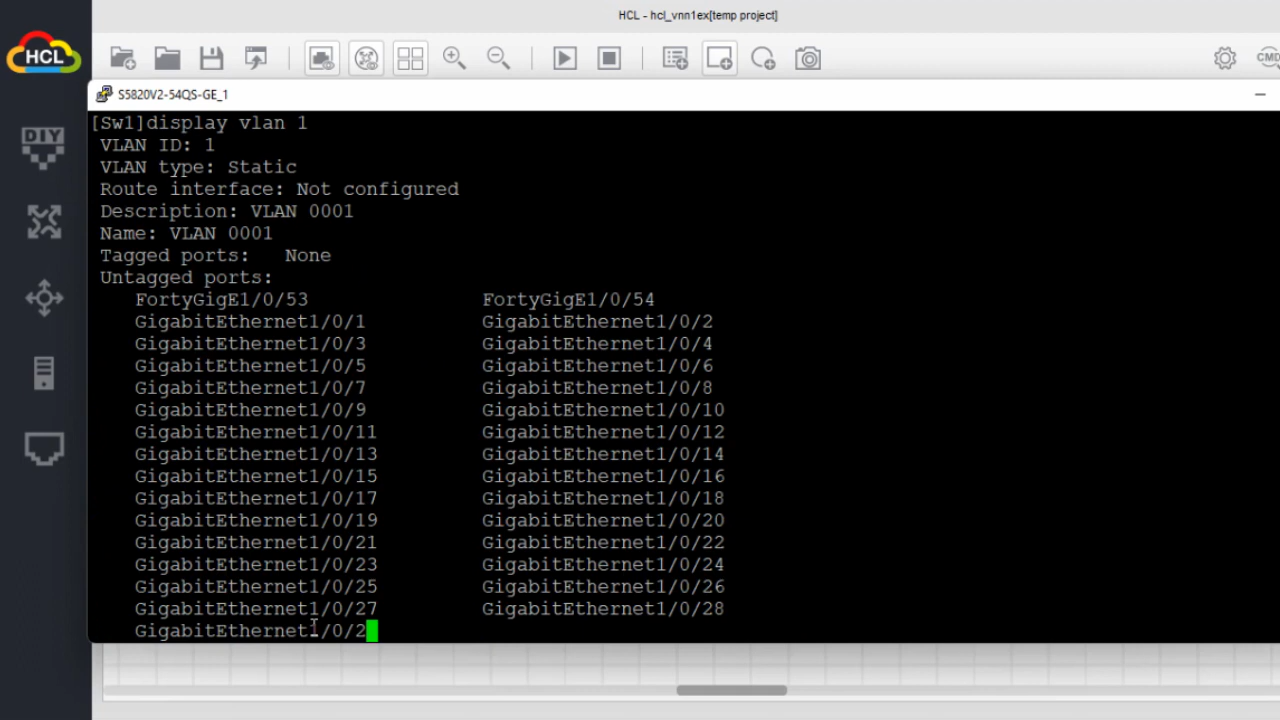 HCL - hcl_vnn1ex[temp project]
HCL
CMD
DIY
S5820V2-54QS-GE_1
[Sw1]display vlan 1
VLAN ID: 1
VLAN type: Static
Route interface: Not configured
Description: VLAN 0001
Name: VLAN 0001
Tagged ports:   None
Untagged ports:
FortyGigE1/0/53 FortyGigE1/0/54
GigabitEthernet1/0/1 GigabitEthernet1/0/2
GigabitEthernet1/0/3 GigabitEthernet1/0/4
GigabitEthernet1/0/5 GigabitEthernet1/0/6
GigabitEthernet1/0/7 GigabitEthernet1/0/8
GigabitEthernet1/0/9 GigabitEthernet1/0/10
GigabitEthernet1/0/11 GigabitEthernet1/0/12
GigabitEthernet1/0/13 GigabitEthernet1/0/14
GigabitEthernet1/0/15 GigabitEthernet1/0/16
GigabitEthernet1/0/17 GigabitEthernet1/0/18
GigabitEthernet1/0/19 GigabitEthernet1/0/20
GigabitEthernet1/0/21 GigabitEthernet1/0/22
GigabitEthernet1/0/23 GigabitEthernet1/0/24
GigabitEthernet1/0/25 GigabitEthernet1/0/26
GigabitEthernet1/0/27 GigabitEthernet1/0/28
GigabitEthernet1/0/2